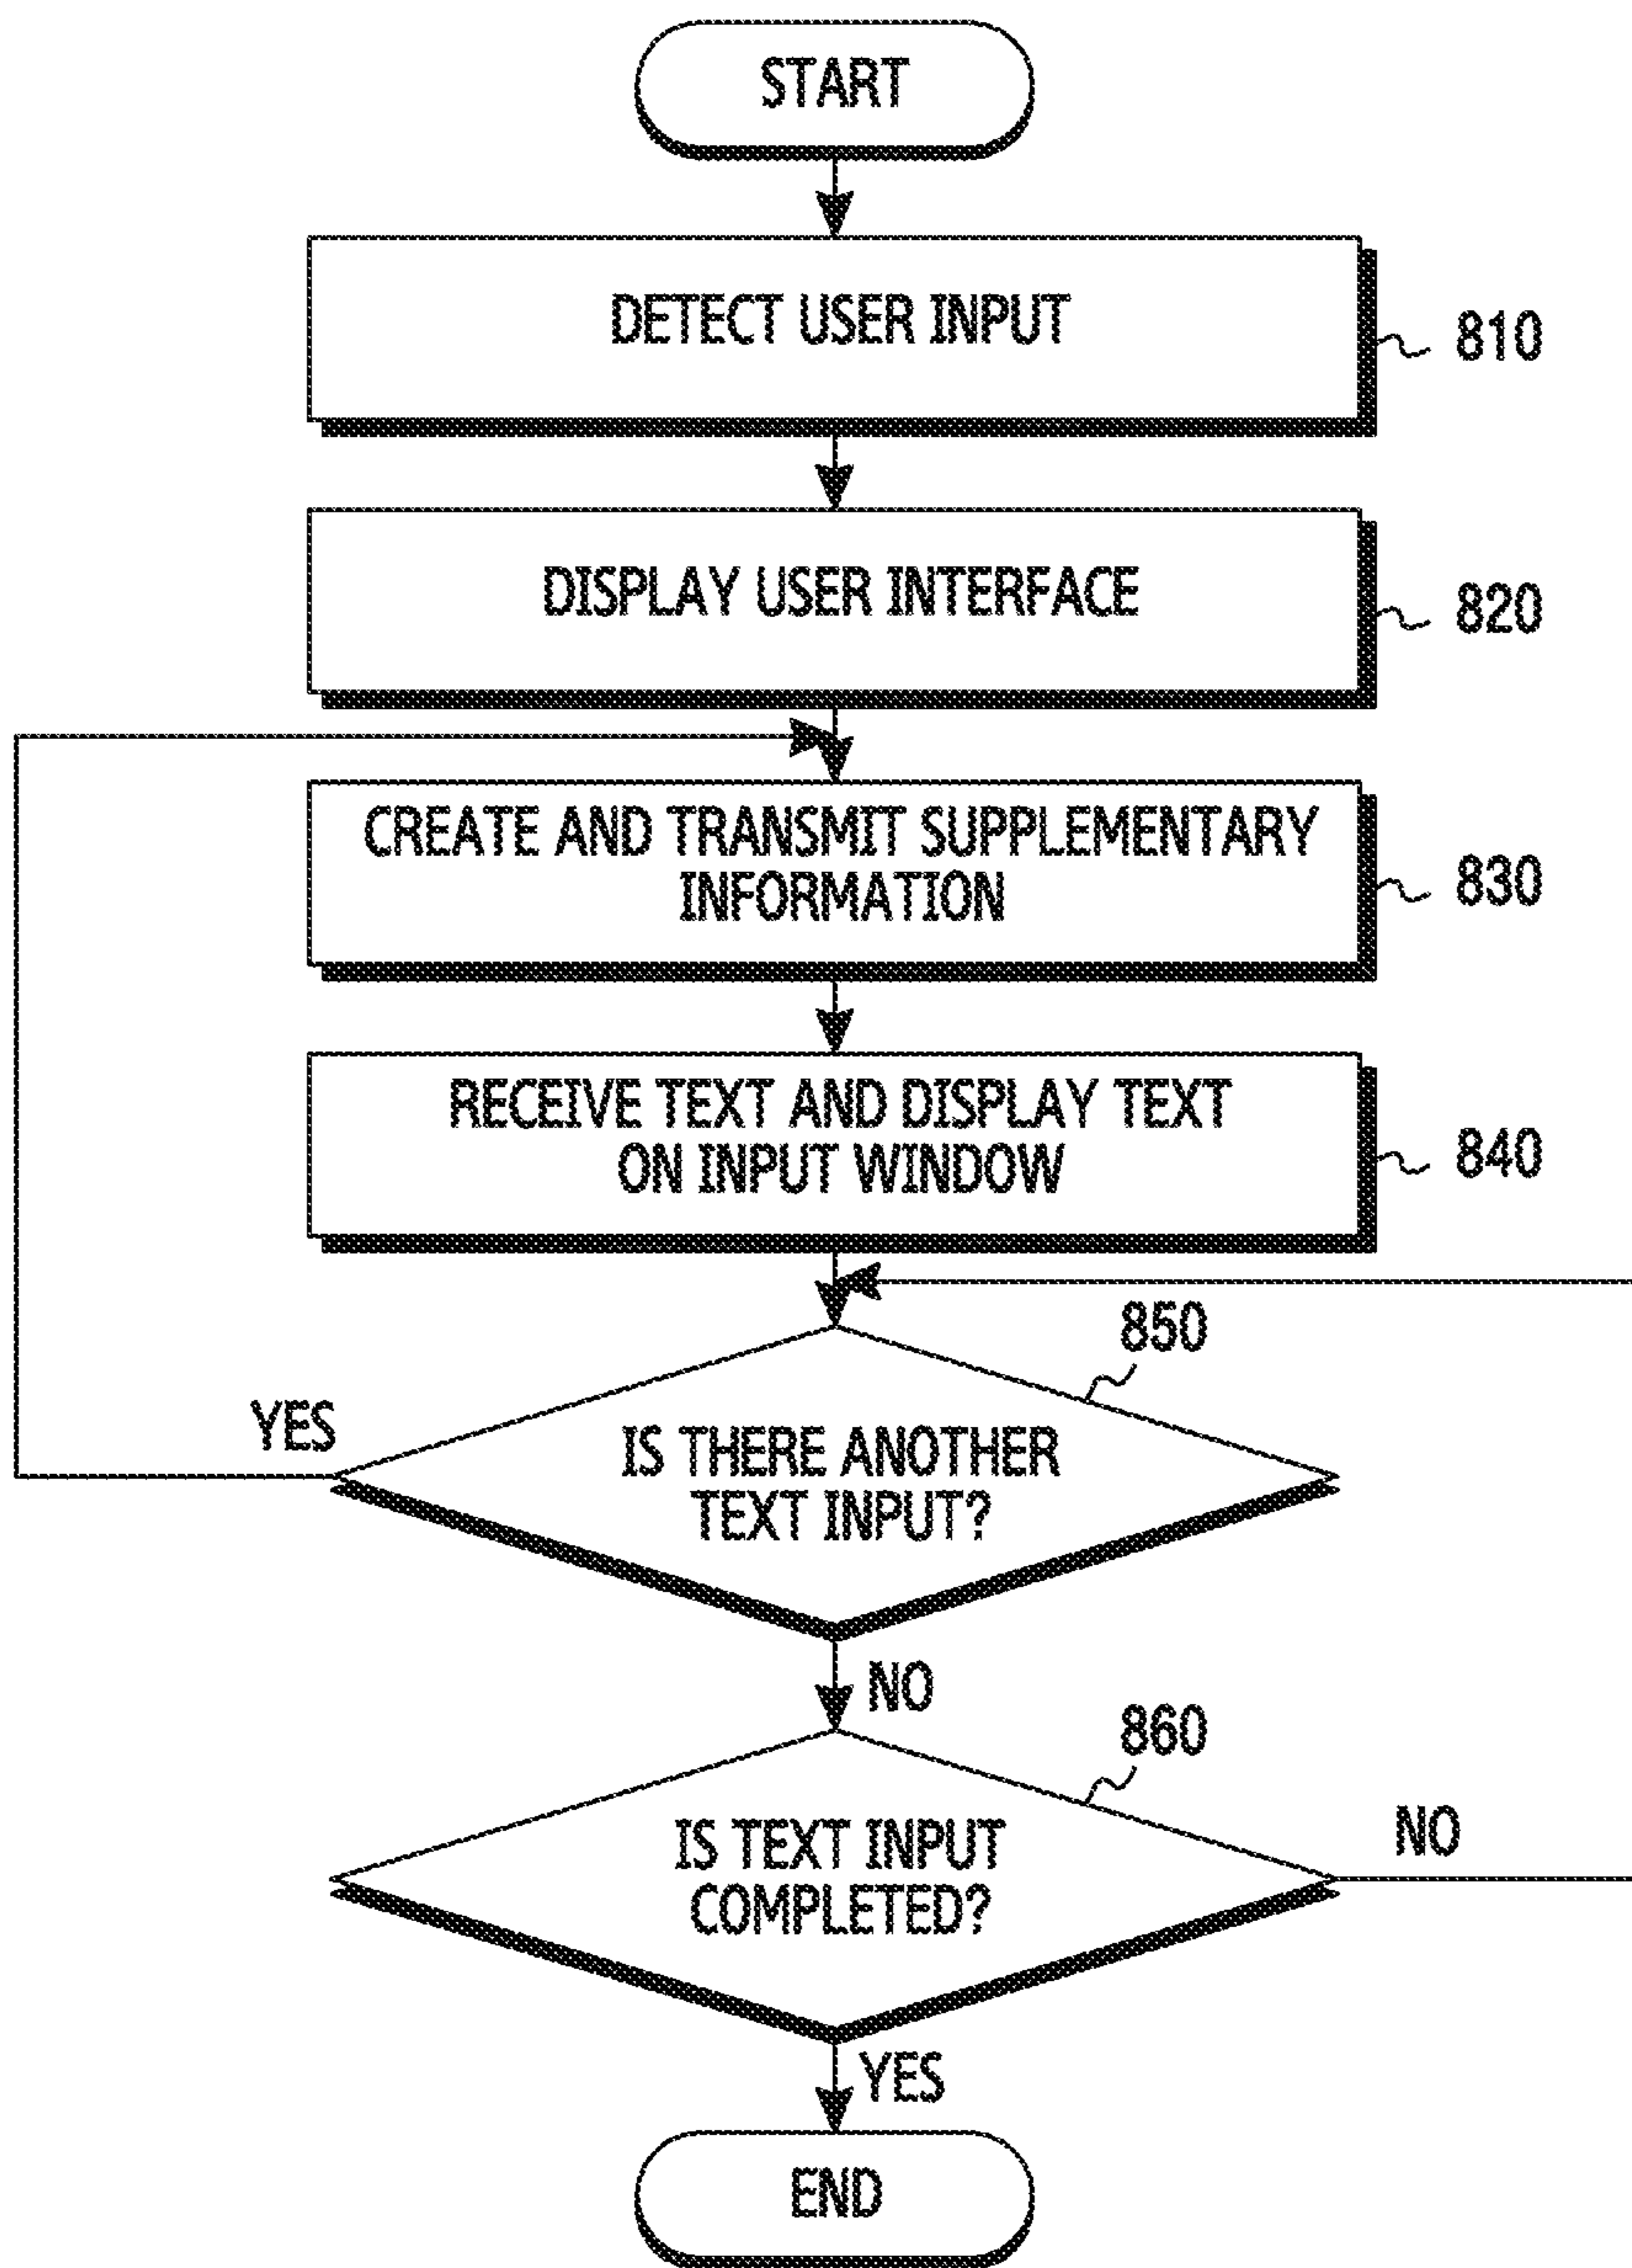 START
DETECT USER INPUT
810
DISPLAY USER INTERFACE
820
CREATE AND TRANSMIT SUPPLEMENTARY
INFORMATION
830
RECEIVE TEXT AND DISPLAY TEXT
ON INPUT WINDOW
840
850
YES
IS THERE ANOTHER
TEXT INPUT?
NO
860
IS TEXT INPUT
COMPLETED?
NO
YES
END